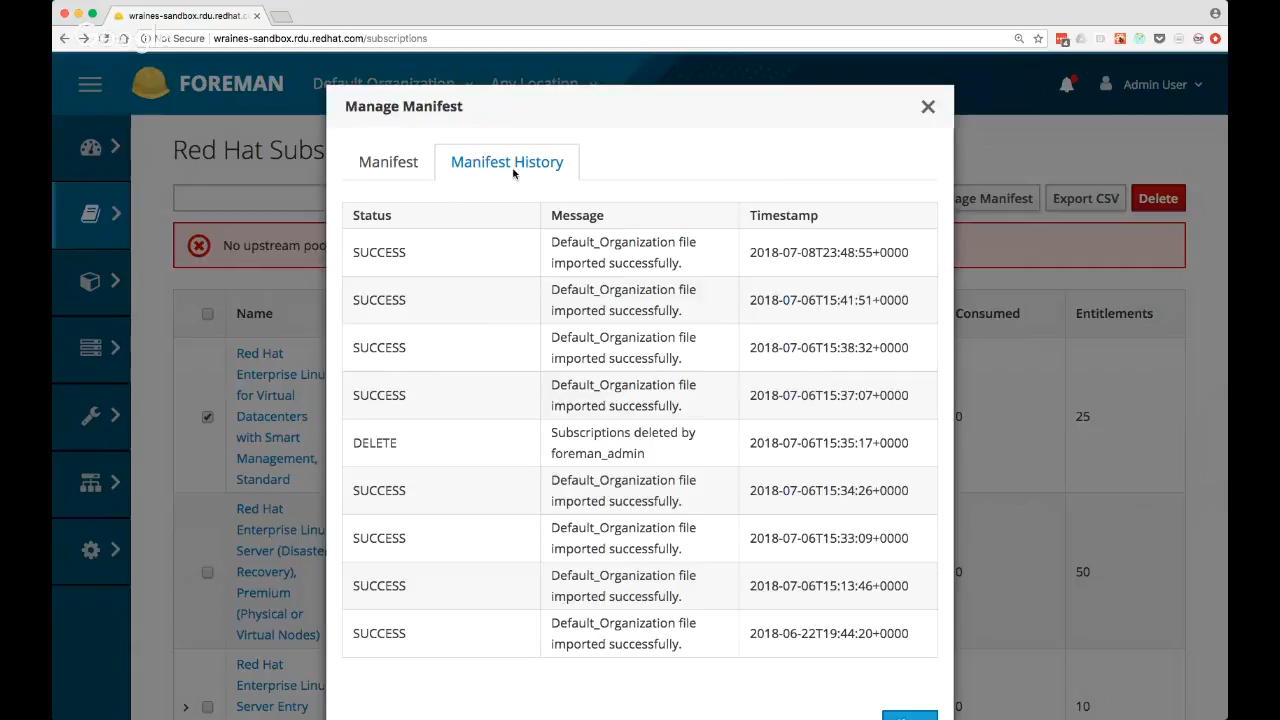 wraines-sandbox.rdu.redhat.c
Not Secure wraines-sandbox.rdu.redhat.com/subscriptions
FOREMAN Default Organization Any Location Admin User
Manage Manifest
Red Hat Subs
Manifest Manifest History
age Manifest Export CSV Delete
Status Message Timestamp
No upstream poo
SUCCESS Default_Organization file
imported successfully. 2018-07-08T23:48:55+0000
SUCCESS Default_Organization file
imported successfully. 2018-07-06T15:41:51+0000
SUCCESS Default_Organization file
imported successfully. 2018-07-06T15:38:32+0000
SUCCESS Default_Organization file
imported successfully. 2018-07-06T15:37:07+0000
DELETE Subscriptions deleted by
foreman_admin 2018-07-06T15:35:17+0000
SUCCESS Default_Organization file
imported successfully. 2018-07-06T15:34:26+0000
SUCCESS Default_Organization file
imported successfully. 2018-07-06T15:33:09+0000
SUCCESS Default_Organization file
imported successfully. 2018-07-06T15:13:46+0000
SUCCESS Default_Organization file
imported successfully. 2018-06-22T19:44:20+0000
Name Consumed Entitlements
Red Hat
Enterprise Linu
for Virtual
Datacenters
with Smart
Management,
Standard
0 25
Red Hat
Enterprise Linu
Server (Disaste
Recovery),
Premium
(Physical or
Virtual Nodes)
0 50
Red Hat
Enterprise Linu
Server Entry
0 10